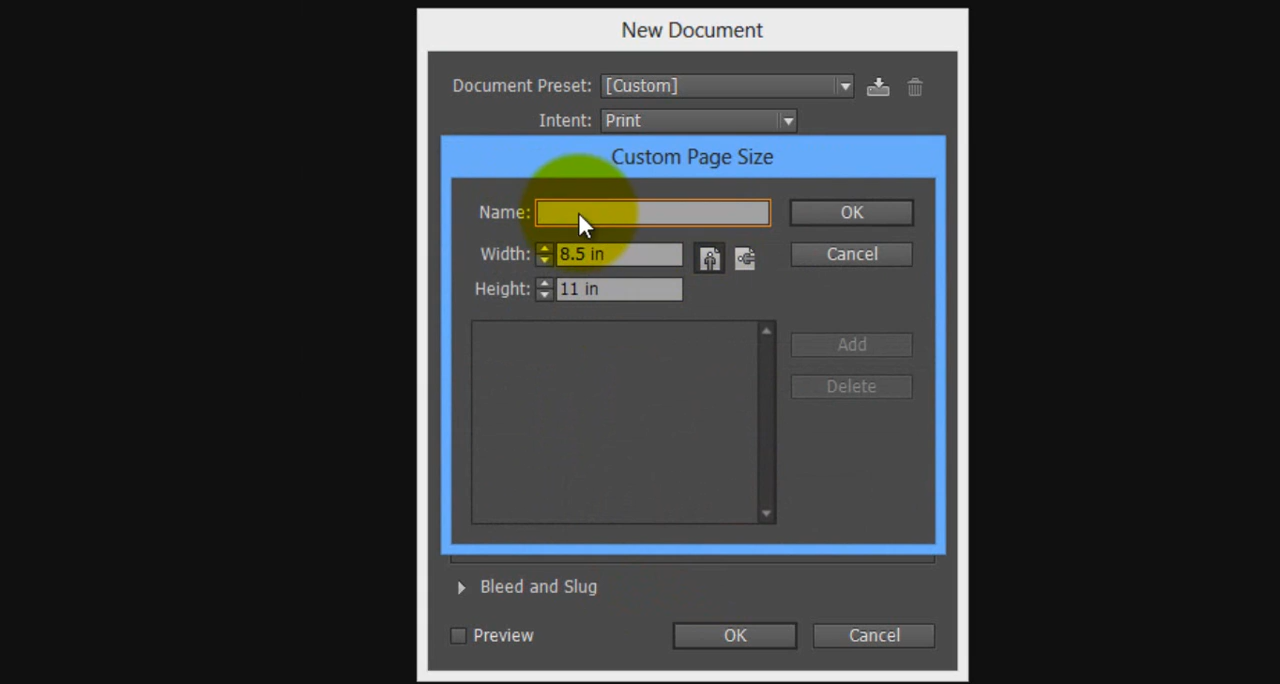 New Document
Document Preset: [Custom]
Intent: Print
Custom Page Size
Name: OK
Width: 8.5 in Cancel
Height: 11 in
Add
Delete
Bleed and Slug
Preview OK Cancel